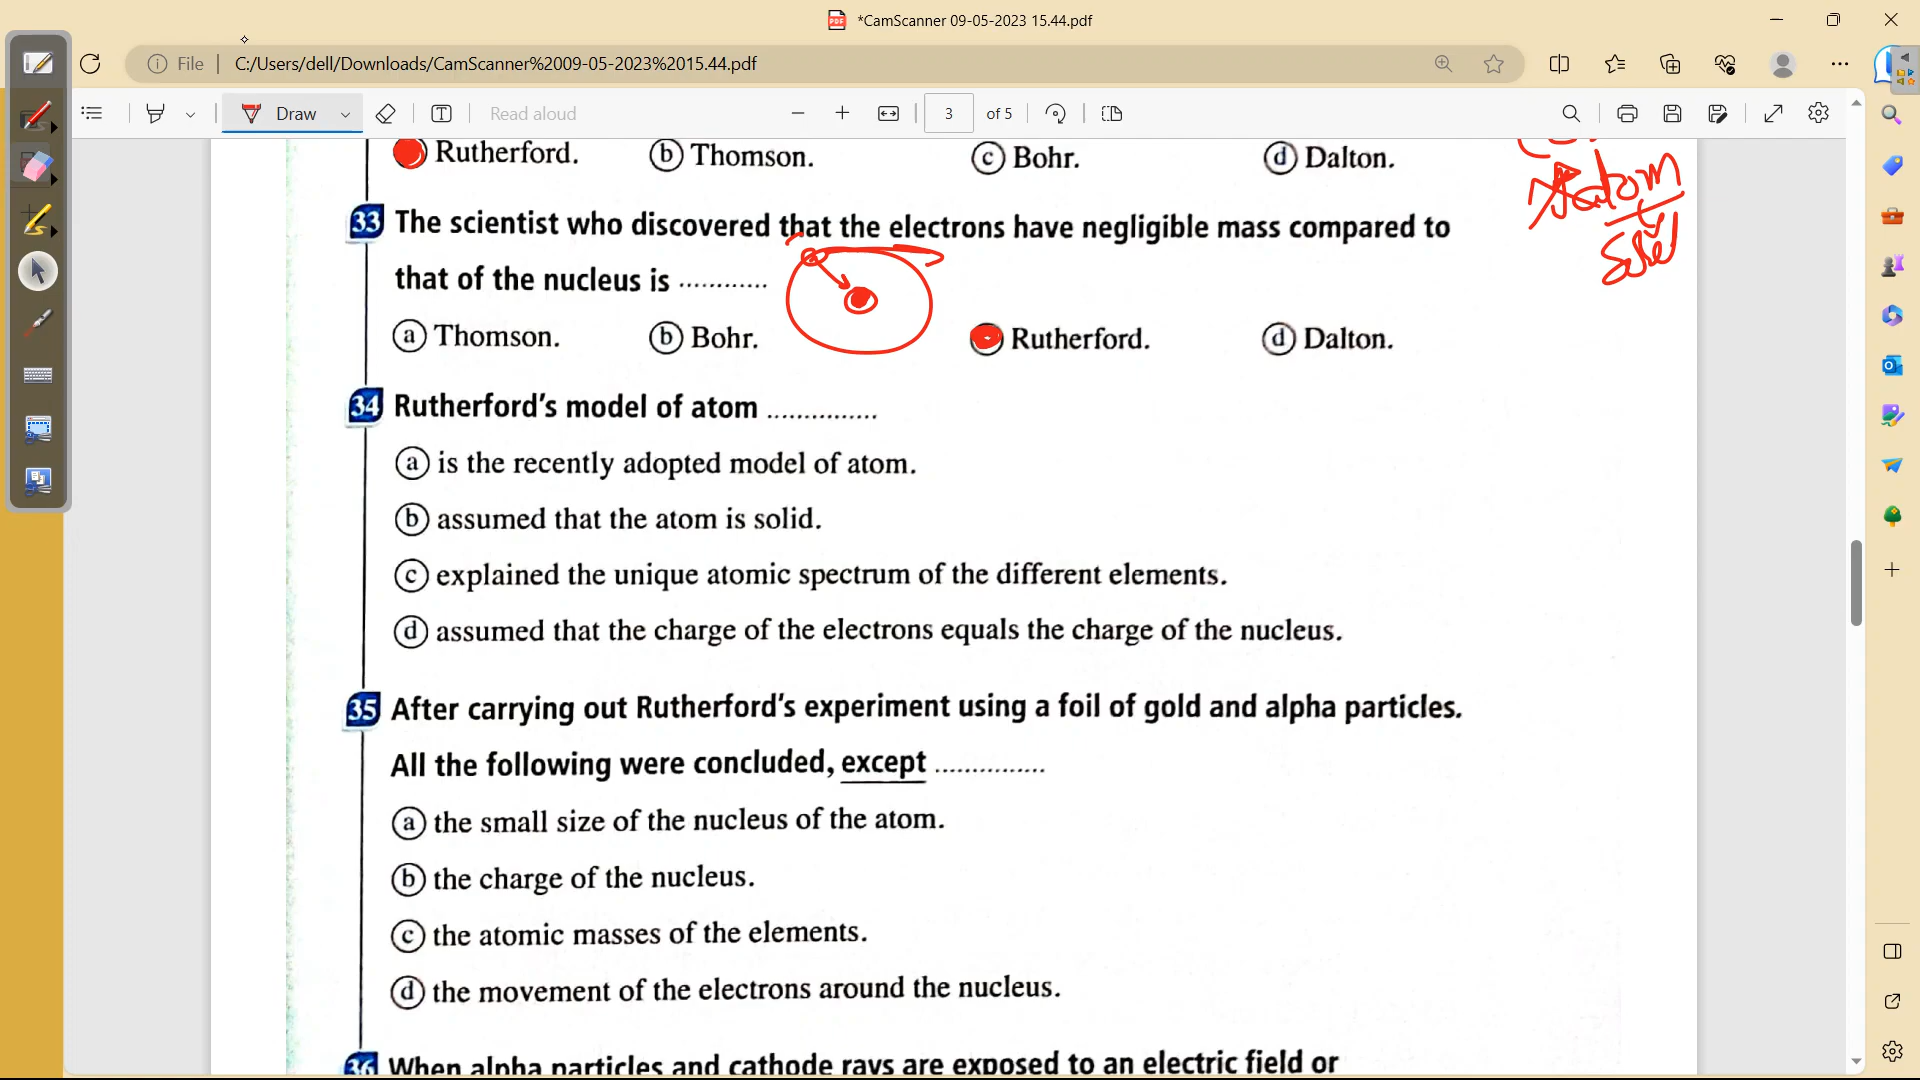 *CamScanner 09-05-2023 15.44.pdf
File
C:/Users/dell/Downloads/CamScanner%2009-05-2023%2015.44.pdf
Draw
Read aloud
3 of 5
Rutherford. b Thomson. c Bohr. d Dalton.
Atom
33 The scientist who discovered that the electrons have negligible mass compared to
that of the nucleus is ............
a Thomson. b Bohr. Rutherford. d Dalton.
34 Rutherford's model of atom ...............
a is the recently adopted model of atom.
b assumed that the atom is solid.
c explained the unique atomic spectrum of the different elements.
d assumed that the charge of the electrons equals the charge of the nucleus.
35 After carrying out Rutherford's experiment using a foil of gold and alpha particles.
All the following were concluded, except ...............
a the small size of the nucleus of the atom.
b the charge of the nucleus.
c the atomic masses of the elements.
d the movement of the electrons around the nucleus.
36 When alpha particles and cathode rays are exposed to an electric field or